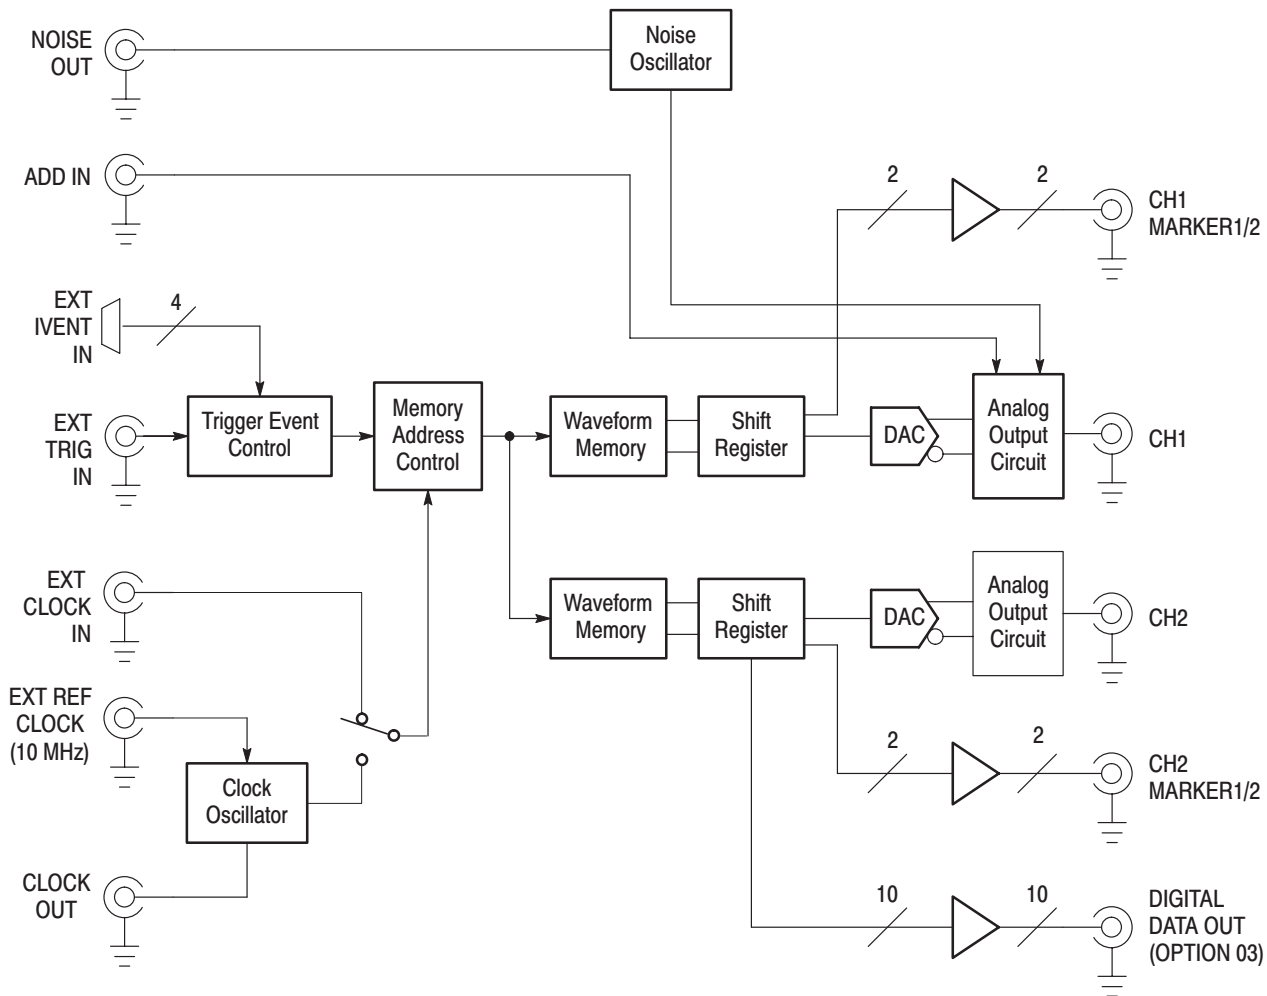 NOISE
OUT
Noise
Oscillator
ADD IN
2
2
CH1
MARKER1/2
EXT
IVENT
IN
4
EXT
TRIG
IN
Trigger Event
Control
Memory
Address
Control
Waveform
Memory
Shift
Register
DAC
Analog
Output
Circuit
CH1
EXT
CLOCK
IN
Waveform
Memory
Shift
Register
DAC
Analog
Output
Circuit
CH2
EXT REF
CLOCK
(10 MHz)
Clock
Oscillator
2
2
CH2
MARKER1/2
CLOCK
OUT
10
10
DIGITAL
DATA OUT
(OPTION 03)